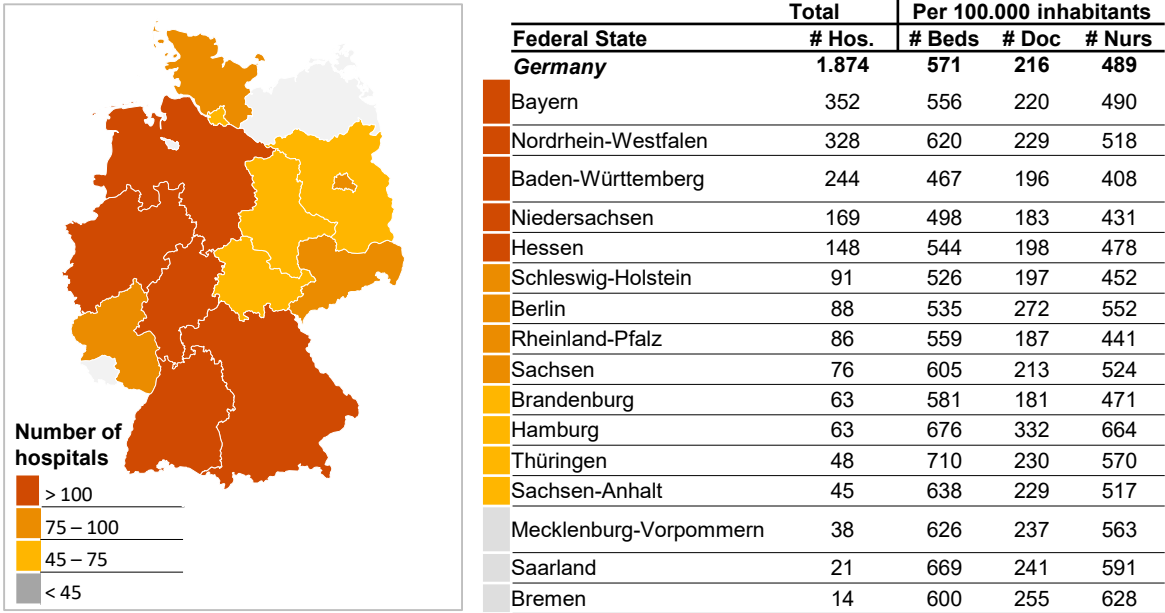 Number of
hospitals
> 100
75 – 100
45 – 75
< 45
Total Per 100.000 inhabitants
Federal State # Hos. # Beds # Doc # Nurs
Germany 1.874 571 216 489
Bayern 352 556 220 490
Nordrhein-Westfalen 328 620 229 518
Baden-Württemberg 244 467 196 408
Niedersachsen 169 498 183 431
Hessen 148 544 198 478
Schleswig-Holstein 91 526 197 452
Berlin 88 535 272 552
Rheinland-Pfalz 86 559 187 441
Sachsen 76 605 213 524
Brandenburg 63 581 181 471
Hamburg 63 676 332 664
Thüringen 48 710 230 570
Sachsen-Anhalt 45 638 229 517
Mecklenburg-Vorpommern 38 626 237 563
Saarland 21 669 241 591
Bremen 14 600 255 628